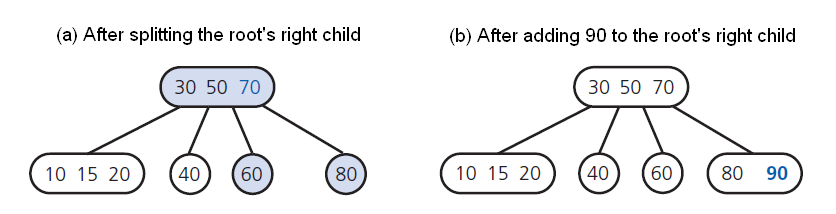 (a) After splitting the root's right child
30 50 70
10 15 20
40
60
80
(b) After adding 90 to the root's right child
30 50 70
10 15 20
40
60
80 90